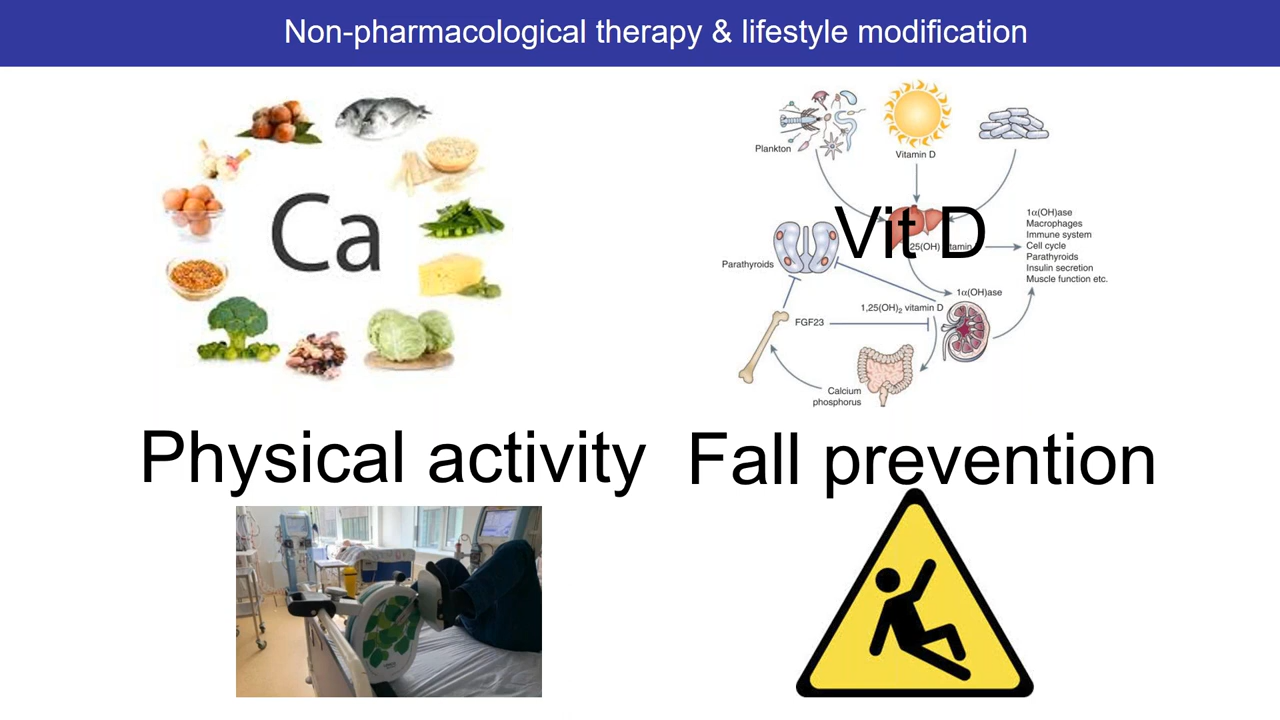 Non-pharmacological therapy & lifestyle modification
Ca
Plankton
Vitamin D
Vit D
1α(OH)ase
Macrophages
Immune system
Cell cycle
Parathyroids
Insulin secretion
Muscle function etc.
25(OH)
Parathyroids
1α(OH)ase
1,25(OH)₂ vitamin D
FGF23
Calcium
phosphorus
Physical activity
Fall prevention